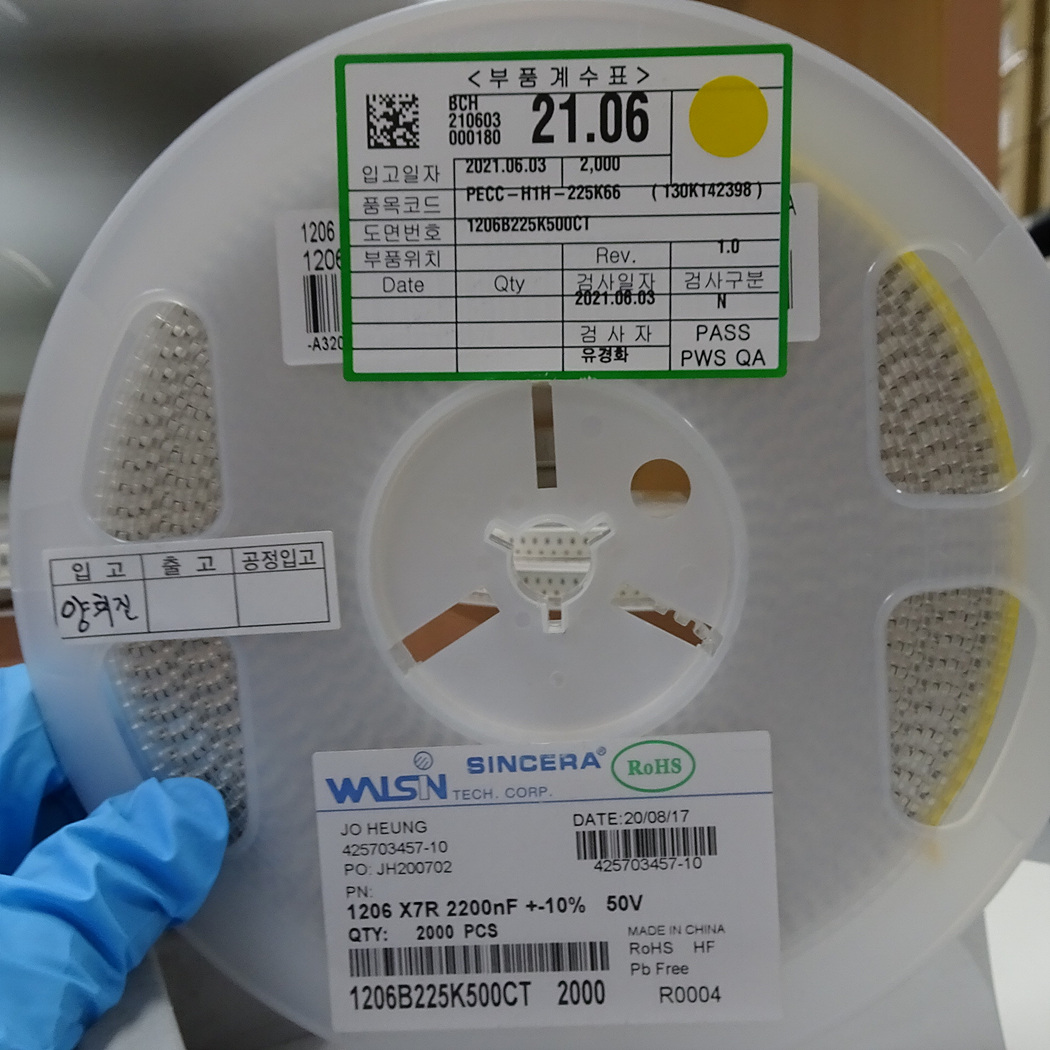 <부품계수표>
BCH
210603
000180
21.06
입고일자 2021.06.03 2,000
품목코드 PECC-H1H-225K66 (130K142398)
도면번호 1206B225K500CT
부품위치 Rev. 1.0
Date Qty 검사일자 검사구분
2021.06.03 N
검사자 PASS
유경화 PWS QA
1206
1206
-A320
A
입고 출고 공정입고
양혀진
WALSIN TECH. CORP.
SINCERA®
RoHS
JO HEUNG
425703457-10
PO: JH200702
DATE:20/08/17
425703457-10
PN:
1206 X7R 2200nF +-10% 50V
QTY: 2000 PCS
MADE IN CHINA
RoHS HF
Pb Free
1206B225K500CT 2000
R0004